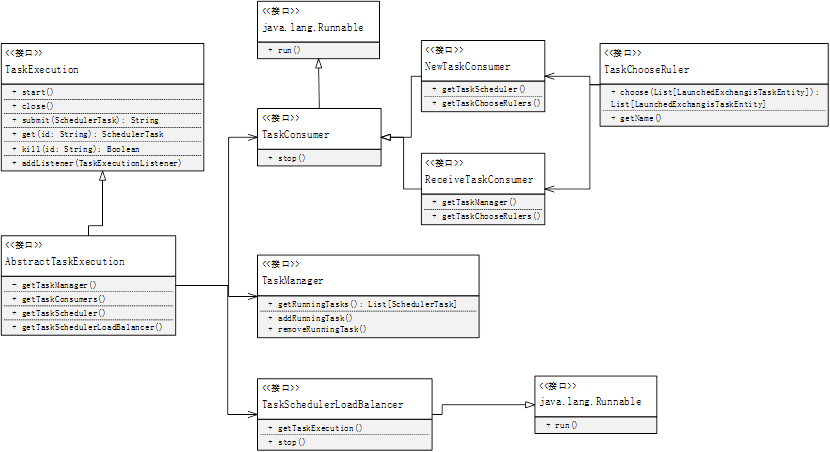 <<接口>>
TaskExecution
+ start()
+ close()
+ submit(SchedulerTask): String
+ get(id: String): SchedulerTask
+ kill(id: String): Boolean
+ addListener(TaskExecutionListener)
<<接口>>
java.lang.Runnable
+ run()
<<接口>>
NewTaskConsumer
+ getTaskScheduler()
+ getTaskChooseRulers()
<<接口>>
TaskChooseRuler
+ choose(List[LaunchedExchangisTaskEntity]):
List[LaunchedExchangisTaskEntity]
+ getName()
<<接口>>
TaskConsumer
+ stop()
<<接口>>
ReceiveTaskConsumer
+ getTaskManager()
+ getTaskChooseRulers()
<<接口>>
AbstractTaskExecution
- getTaskManager()
+ getTaskConsumers()
+ getTaskScheduler()
+ getTaskSchedulerLoadBalancer()
<<接口>>
TaskManager
+ getRunningTasks(): List[SchedulerTask]
+ addRunningTask()
+ removeRunningTask()
<<接口>>
TaskSchedulerLoadBalancer
+ getTaskExecution()
+ stop()
<<接口>>
java.lang.Runnable
+ run()